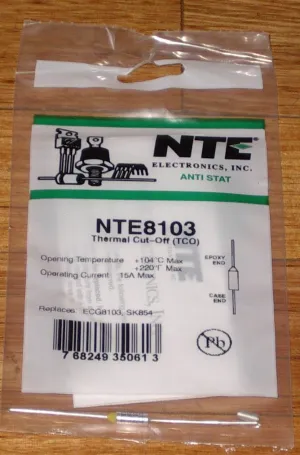 NTE
ELECTRONICS, INC.
ANTI STAT
NTE8103
Thermal Cut-Off (TCO)
Opening Temperature +104°C Max
+220°F Max
Operating Current 15A Max
EPOXY
END
CASE
END
Replaces ECG8103, SK854
Pb
7 68249 35061 3